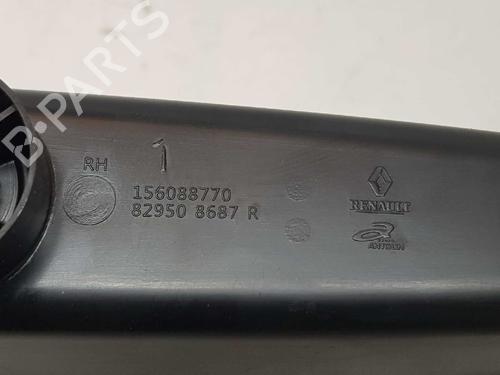 B-PARTS
RH 1
156088770
82950 8687 R
RENAULT
ANTOLIN